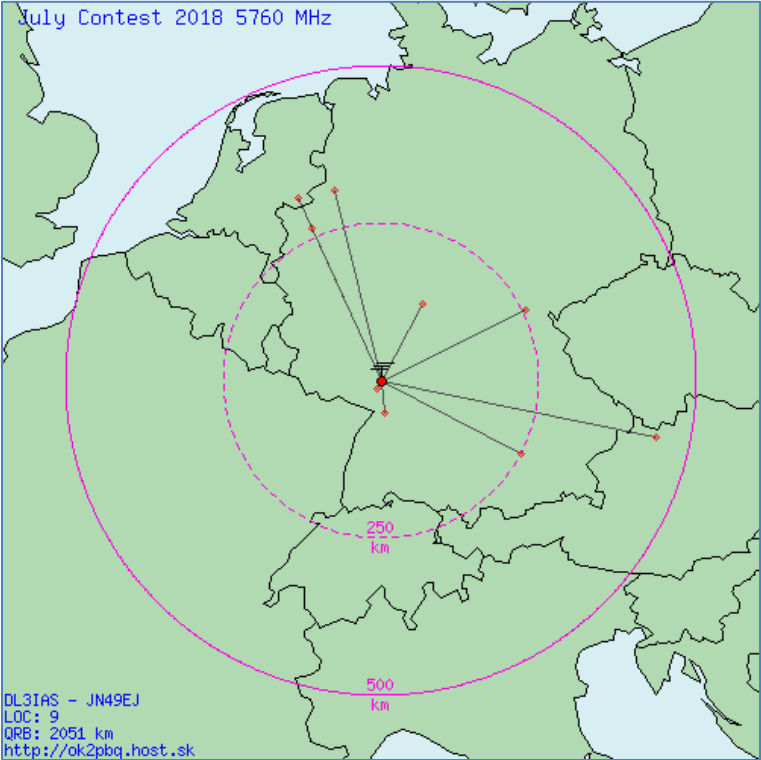 July Contest 2018 5760 MHz
250
km
500
km
DL3IAS - JN49EJ
LOC: 9
QRB: 2051 km
http://ok2pbq.host.sk